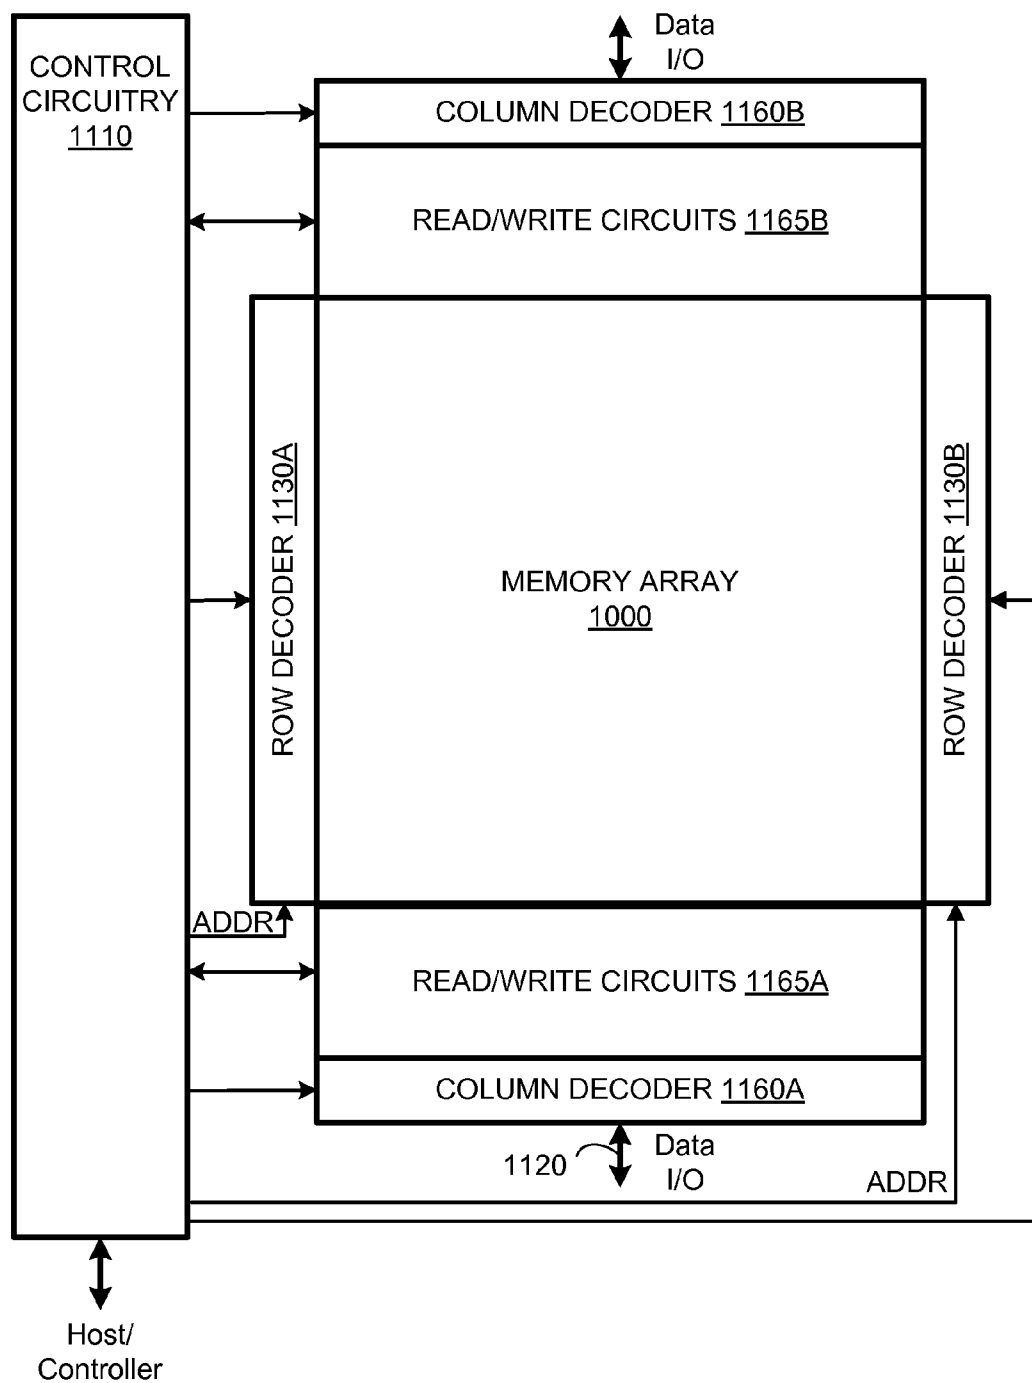 CONTROL
CIRCUITRY
1110
Data
I/O
COLUMN DECODER 1160B
READ/WRITE CIRCUITS 1165B
ROW DECODER 1130A
MEMORY ARRAY
1000
ROW DECODER 1130B
ADDR
READ/WRITE CIRCUITS 1165A
COLUMN DECODER 1160A
1120
Data
I/O
ADDR
Host/
Controller